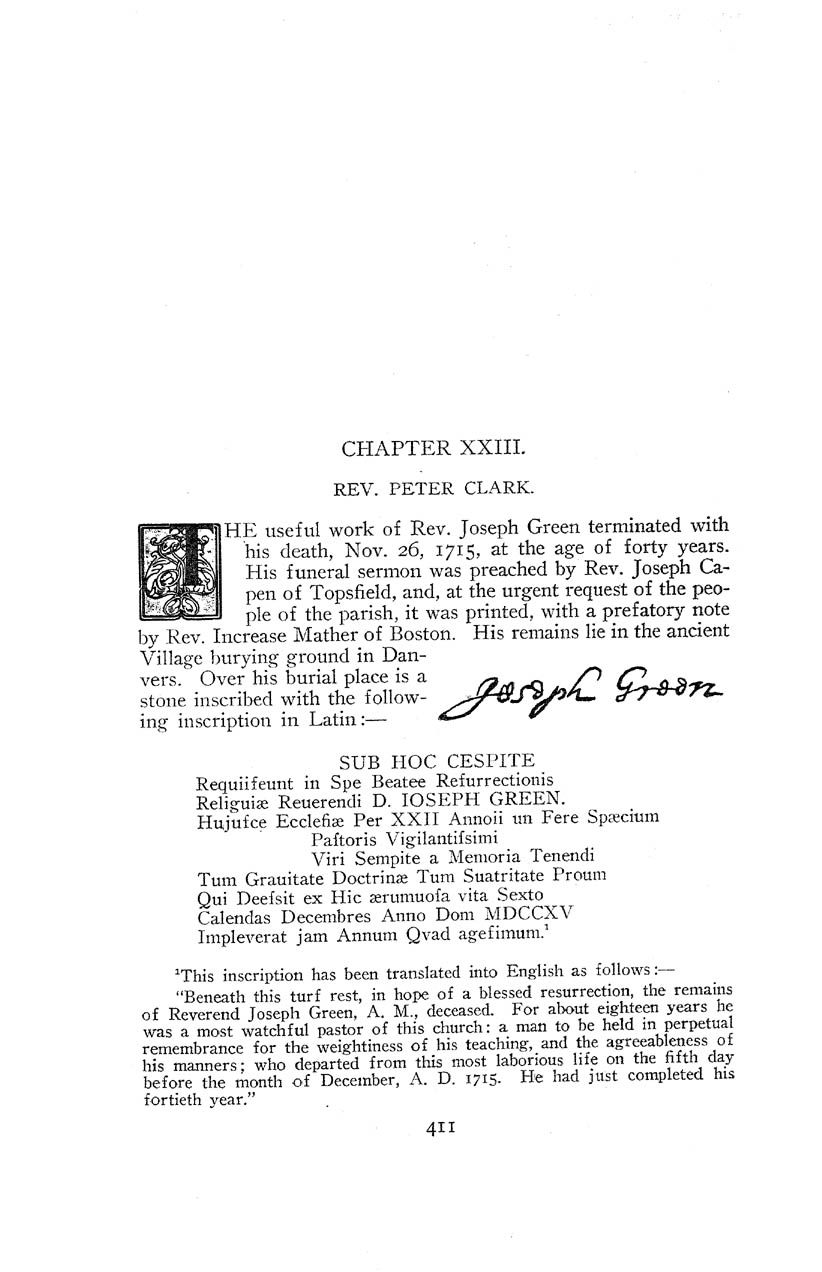 CHAPTER XXIII.
REV. PETER CLARK.
THE useful work of Rev. Joseph Green terminated with
his death, Nov. 26, 1715, at the age of forty years.
His funeral sermon was preached by Rev. Joseph Ca-
pen of Topsfield, and, at the urgent request of the peo-
ple of the parish, it was printed, with a prefatory note
by Rev. Increase Mather of Boston. His remains lie in the ancient
Village burying ground in Dan-
vers. Over his burial place is a
stone inscribed with the follow-
ing inscription in Latin:—
Joseph Green
SUB HOC CESPITE
Requiifeunt in Spe Beatee Refurrectionis
Religuiæ Reuerendi D. IOSEPH GREEN.
Hujufce Ecclefiæ Per XXII Annoii un Fere Spæcium
Paftoris Vigilantifsimi
Viri Sempite a Memoria Tenendi
Tum Grauitate Doctrinæ Tum Suatritate Proum
Qui Deefsit ex Hic ærumuofa vita Sexto
Calendas Decembres Anno Dom MDCCXV
Impleverat jam Annum Qvad agefimum.¹
¹This inscription has been translated into English as follows:—
"Beneath this turf rest, in hope of a blessed resurrection, the remains
of Reverend Joseph Green, A. M., deceased. For about eighteen years he
was a most watchful pastor of this church: a man to be held in perpetual
remembrance for the weightiness of his teaching, and the agreeableness of
his manners; who departed from this most laborious life on the fifth day
before the month of December, A. D. 1715. He had just completed his
fortieth year."
411